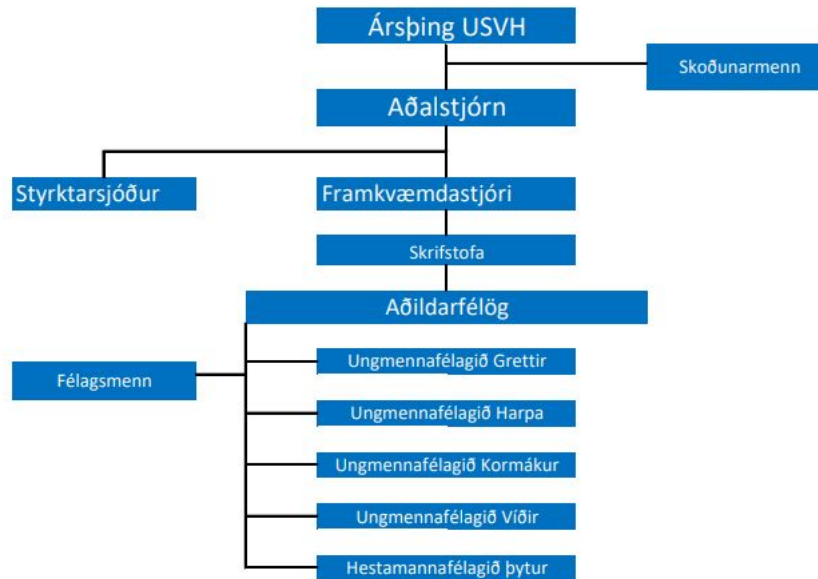 Ársþing USVH
Skoðunarmenn
Aðalstjórn
Styrktarsjóður
Framkvæmdastjóri
Skrifstofa
Aðildarfélög
Ungmennafélagið Grettir
Félagsmenn
Ungmennafélagið Harpa
Ungmennafélagið Kormákur
Ungmennafélagið Víðir
Hestamannafélagið þytur